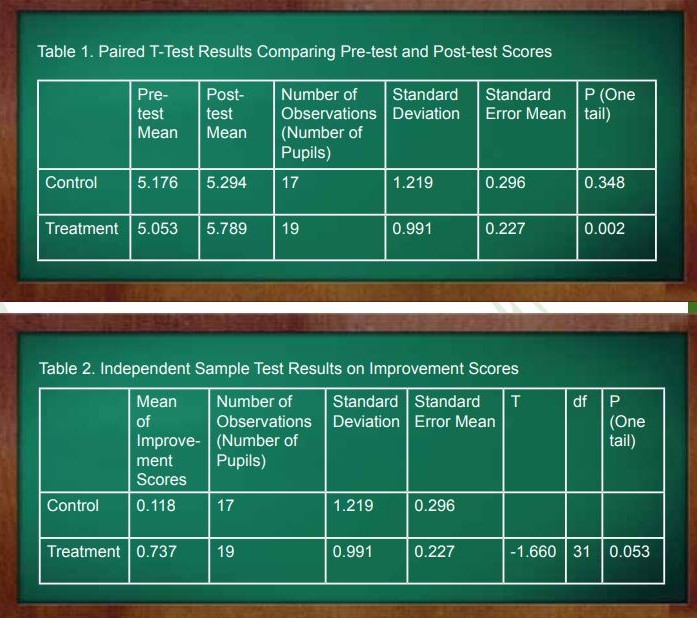 Table 1. Paired T-Test Results Comparing Pre-test and Post-test Scores
Pre-test Mean Post-test Mean Number of Observations (Number of Pupils) Standard Deviation Standard Error Mean P (One tail)
Control 5.176 5.294 17 1.219 0.296 0.348
Treatment 5.053 5.789 19 0.991 0.227 0.002
Table 2. Independent Sample Test Results on Improvement Scores
Mean of Improve-ment Scores Number of Observations (Number of Pupils) Standard Deviation Standard Error Mean T df P (One tail)
Control 0.118 17 1.219 0.296
Treatment 0.737 19 0.991 0.227 -1.660 31 0.053